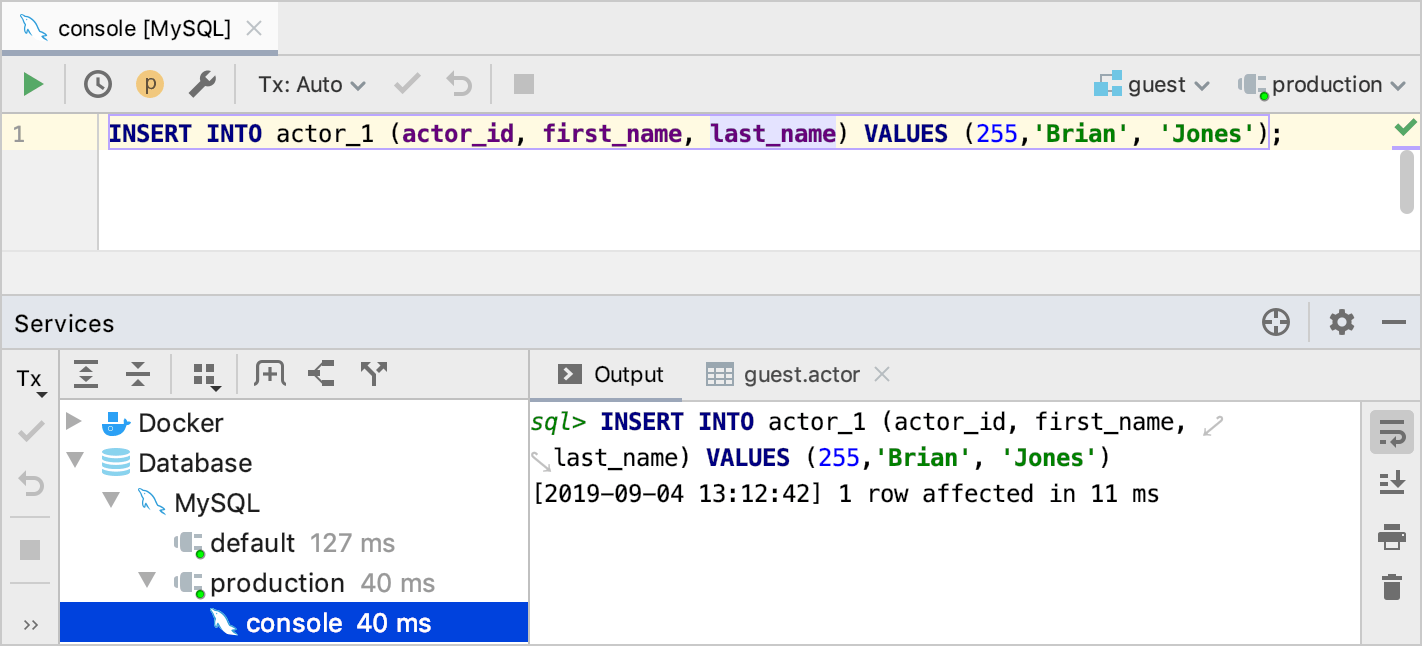 console [MySQL]
p Tx: Auto guest production
1 INSERT INTO actor_1 (actor_id, first_name, last_name) VALUES (255,'Brian', 'Jones');
Services
Tx
Docker
Database
MySQL
default 127 ms
production 40 ms
console 40 ms
Output guest.actor
sql> INSERT INTO actor_1 (actor_id, first_name,
last_name) VALUES (255,'Brian', 'Jones')
[2019-09-04 13:12:42] 1 row affected in 11 ms